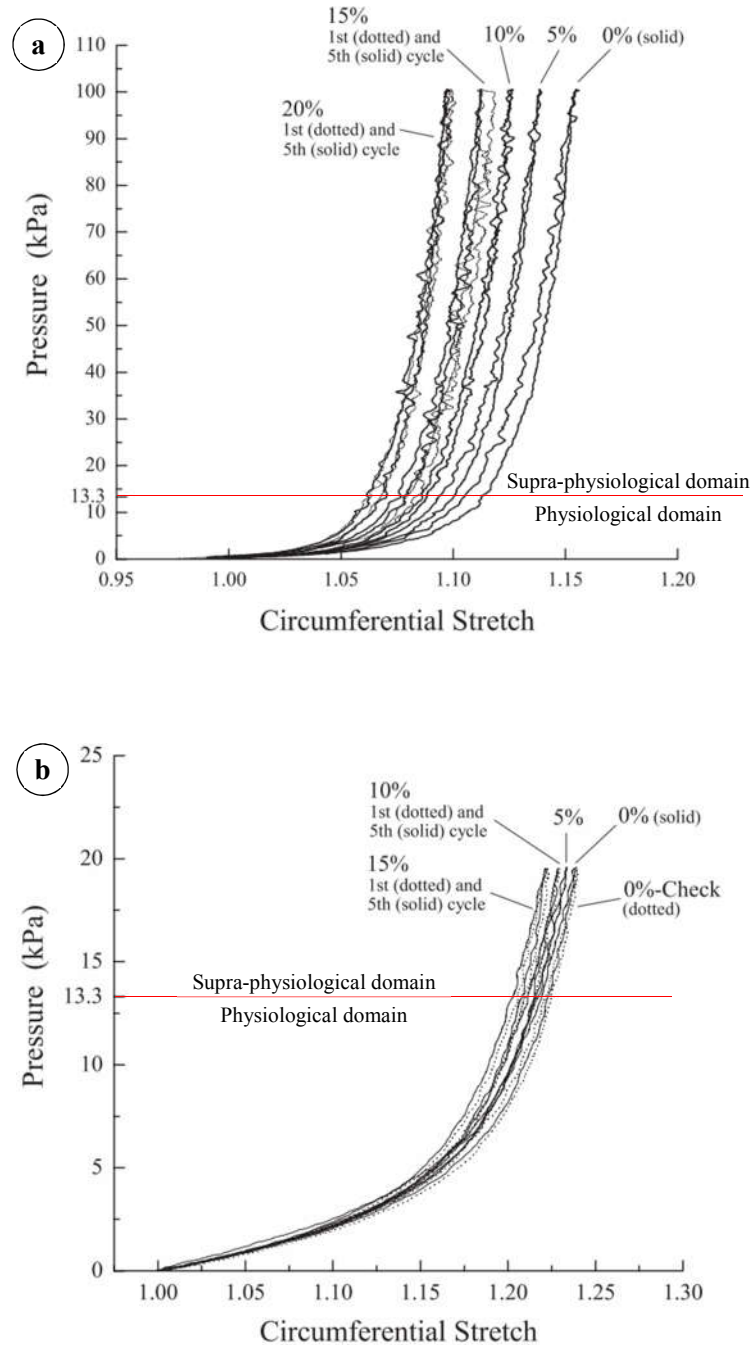 a
15%
1st (dotted) and
5th (solid) cycle
10%
5%
0% (solid)
20%
1st (dotted) and
5th (solid) cycle
110
100
90
80
70
60
50
40
30
20
13.3
10
0
Pressure (kPa)
Supra-physiological domain
Physiological domain
0.95
1.00
1.05
1.10
1.15
1.20
Circumferential Stretch
b
10%
1st (dotted) and
5th (solid) cycle
5%
0% (solid)
15%
1st (dotted) and
5th (solid) cycle
0%-Check
(dotted)
25
20
15
13.3
10
5
0
Pressure (kPa)
Supra-physiological domain
Physiological domain
1.00
1.05
1.10
1.15
1.20
1.25
1.30
Circumferential Stretch